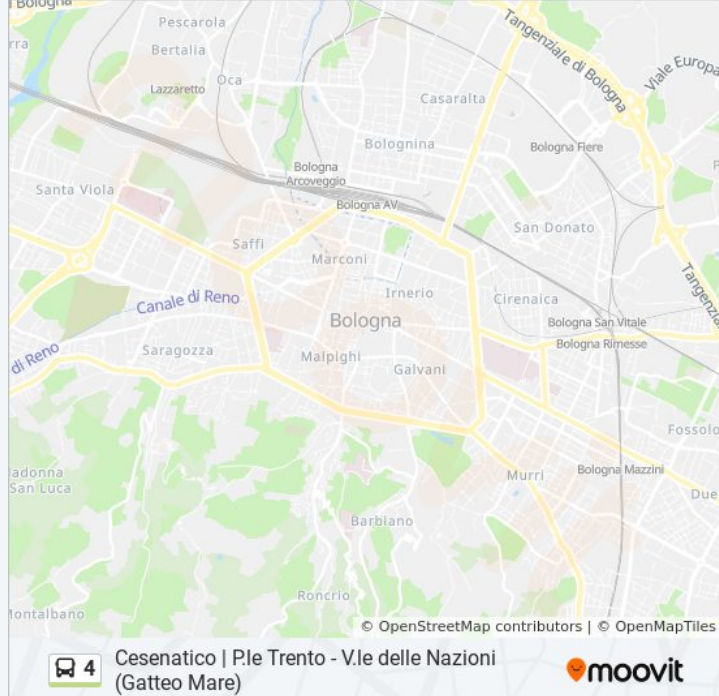 l Bologna
Pescarola
Tangenziale di Bologna
rra
Bertalia
Viale Europa
Oca
Lazzaretto
Casaralta
Bolognina
Bologna Fiere
Bologna
Arcoveggio
Santa Viola
Bologna AV
San Donato
Saffi
Marconi
Tangenzia
Irnerio
Cirenaica
Canale di Reno
Bologna
Bologna San Vitale
di Reno
Saragozza
Malpighi
Bologna Rimesse
Galvani
Fossolo
adonna
San Luca
Murri
Bologna Mazzini
Due
Barbiano
Roncrio
Montalbano
© OpenStreetMap contributors | © OpenMapTiles
4
Cesenatico | P.le Trento - V.le delle Nazioni
(Gatteo Mare)
moovit